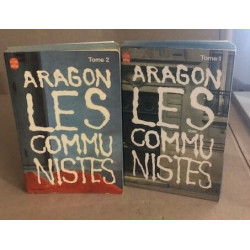 Tome 2
ARAGON
LES
COMMU
NISTES
Tome 1
ARAGON
LES
COMMU
NISTES